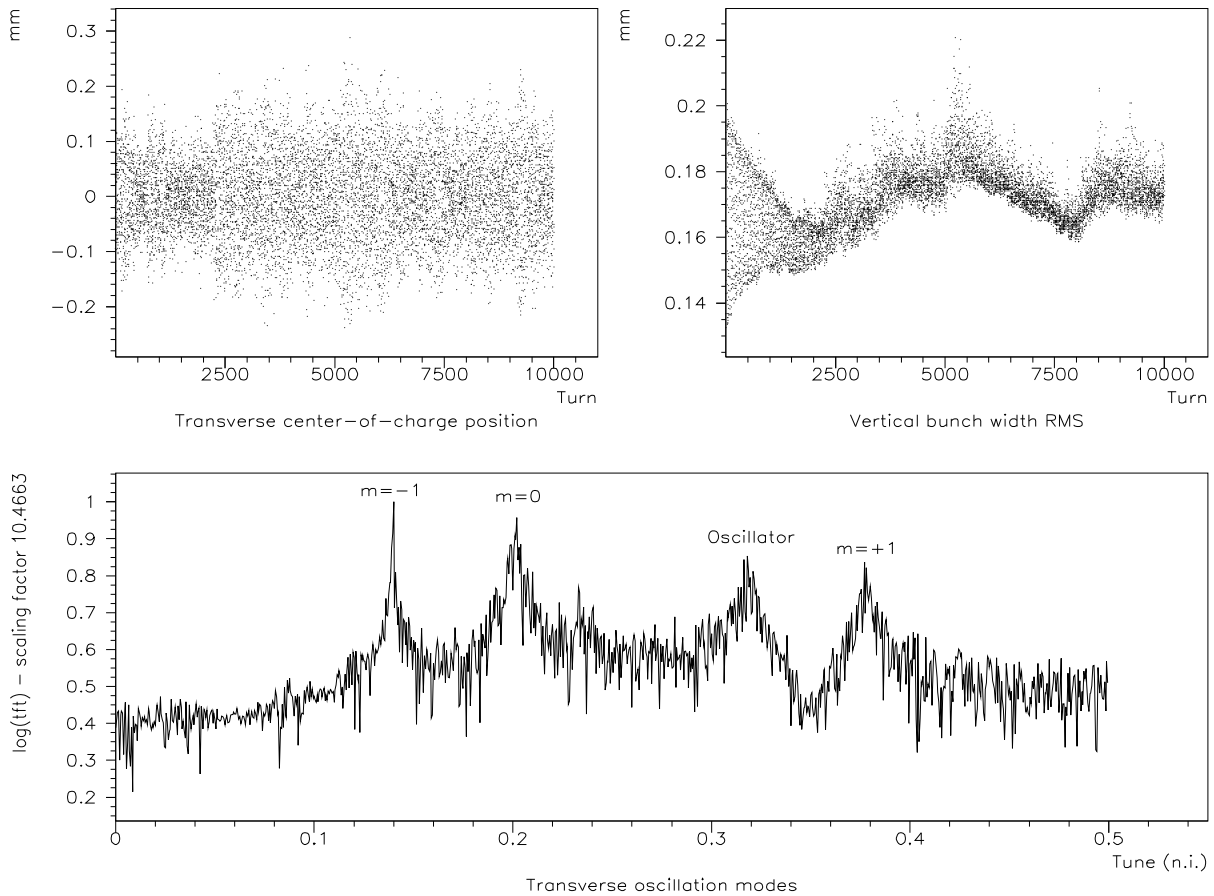 mm
0.3
0.2
0.1
0
−0.1
−0.2
2500 5000 7500 10000
Turn
Transverse center−of−charge position
mm
0.22
0.2
0.18
0.16
0.14
2500 5000 7500 10000
Turn
Vertical bunch width RMS
log(tft) − scaling factor 10.4663
1
0.9
0.8
0.7
0.6
0.5
0.4
0.3
0.2
m=−1
m=0
Oscillator
m=+1
0 0.1 0.2 0.3 0.4 0.5
Tune (n.i.)
Transverse oscillation modes